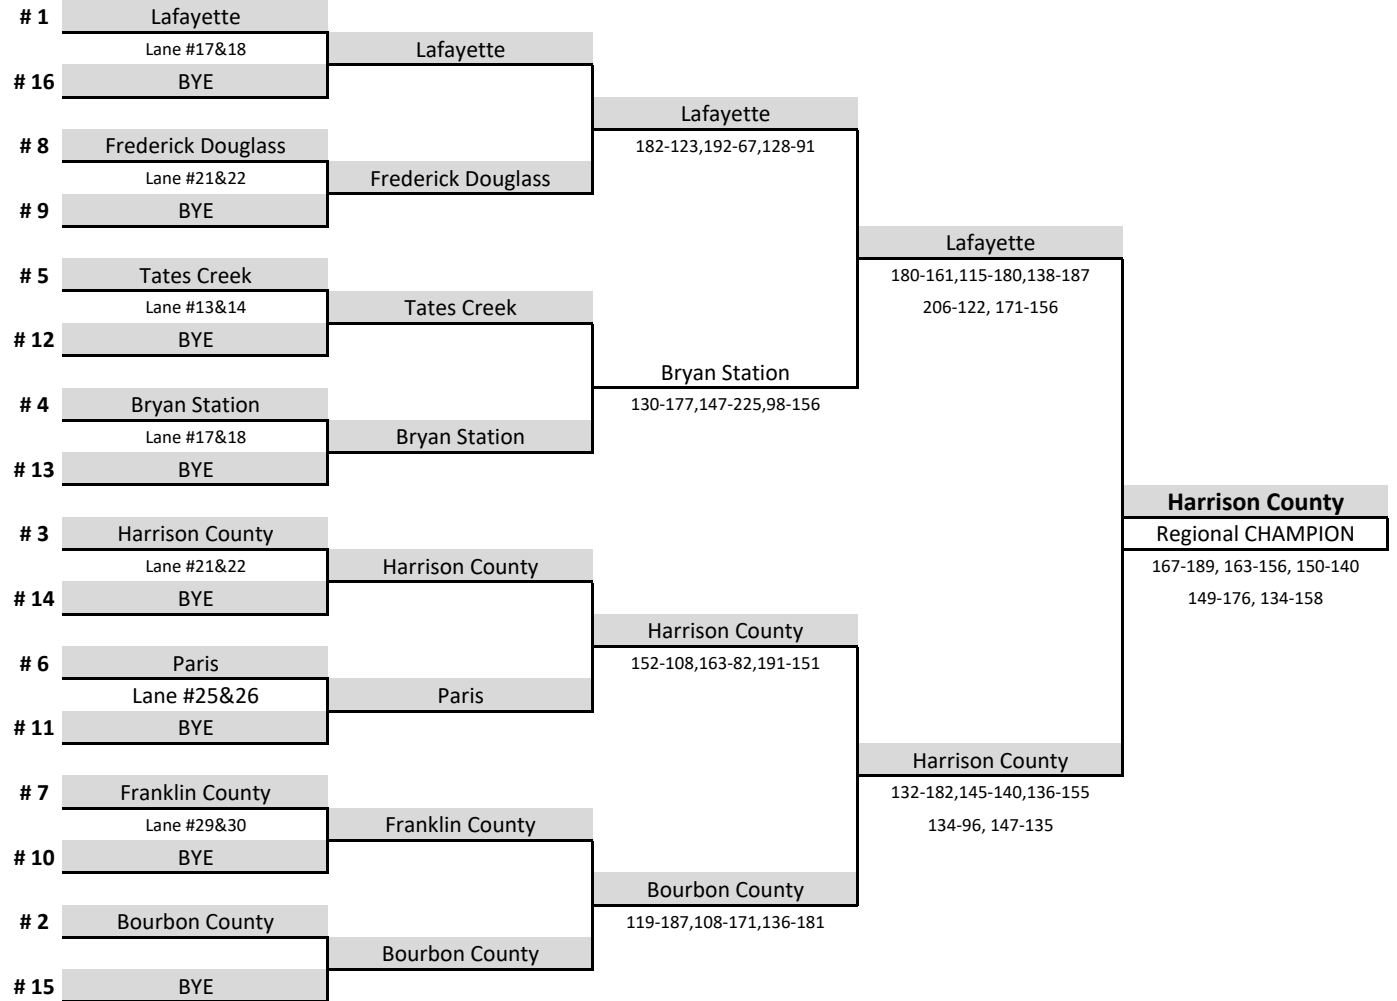 # 1 Lafayette
Lane #17&18 Lafayette
# 16 BYE
Lafayette
# 8 Frederick Douglass 182-123,192-67,128-91
Lane #21&22 Frederick Douglass
# 9 BYE
Lafayette
# 5 Tates Creek 180-161,115-180,138-187
Lane #13&14 Tates Creek 206-122, 171-156
# 12 BYE
Bryan Station
# 4 Bryan Station 130-177,147-225,98-156
Lane #17&18 Bryan Station
# 13 BYE
Harrison County
# 3 Harrison County Regional CHAMPION
Lane #21&22 Harrison County 167-189, 163-156, 150-140
# 14 BYE 149-176, 134-158
Harrison County
# 6 Paris 152-108,163-82,191-151
Lane #25&26 Paris
# 11 BYE
Harrison County
# 7 Franklin County 132-182,145-140,136-155
Lane #29&30 Franklin County 134-96, 147-135
# 10 BYE
Bourbon County
# 2 Bourbon County 119-187,108-171,136-181
Bourbon County
# 15 BYE